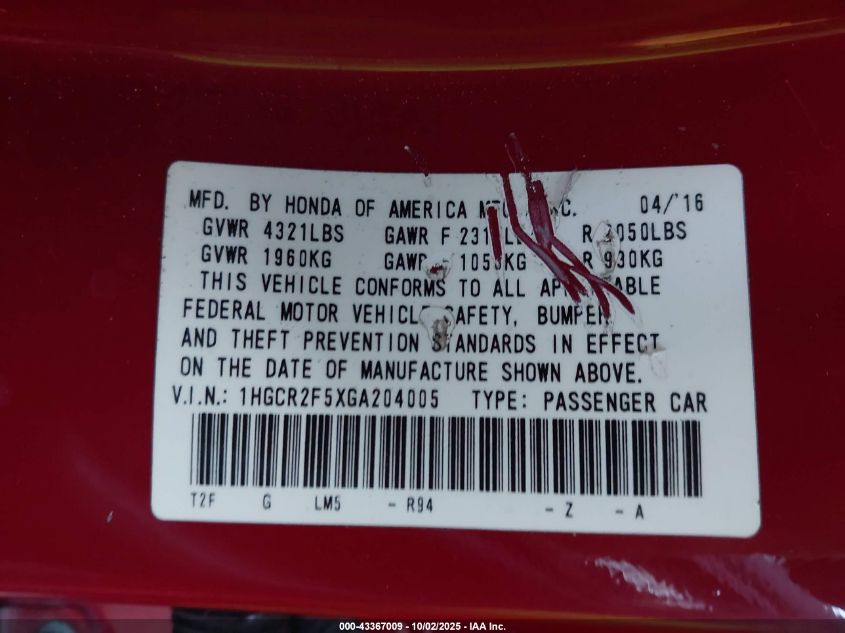 MFD. BY HONDA OF AMERICA 04/'16
GVWR 4321LBS GAWR F
GVWR 1960KG R 930KG
THIS VEHICLE CONFORMS TO ALL
FEDERAL MOTOR VEHICLE SAFETY, BUMPER
AND THEFT PREVENTION STANDARDS IN EFFECT
ON THE DATE OF MANUFACTURE SHOWN ABOVE.
V.I.N.: 1HGCR2F5XGA204005 TYPE: PASSENGER CAR
T2F G LM5 - R94 - Z - A
000-43367009 - 10/02/2025 - IAA Inc.